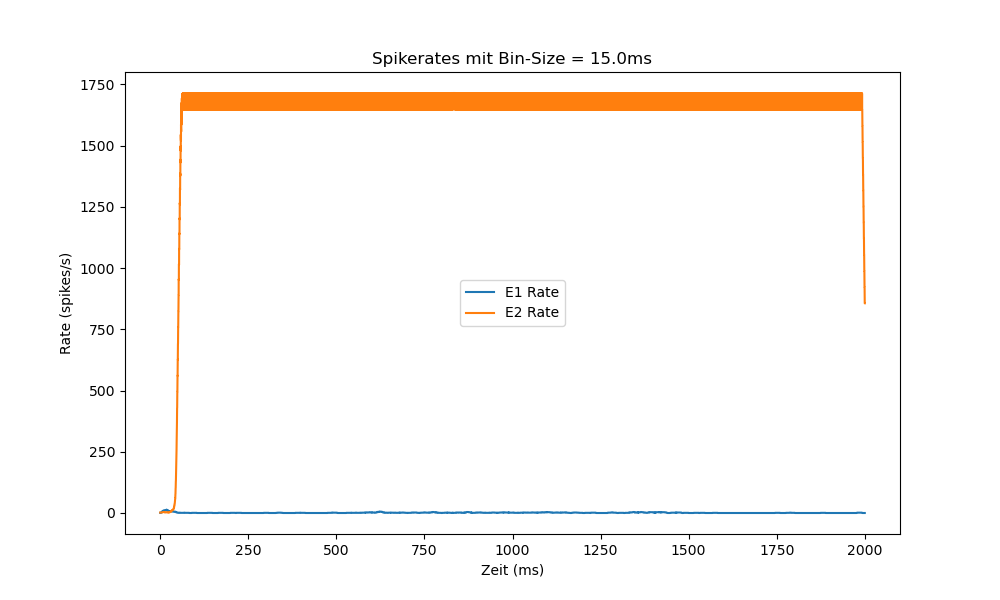 Spikerates mit Bin-Size = 15.0ms
1750
1500
1250
1000
750
500
250
0
Rate (spikes/s)
E1 Rate
E2 Rate
0 250 500 750 1000 1250 1500 1750 2000
Zeit (ms)